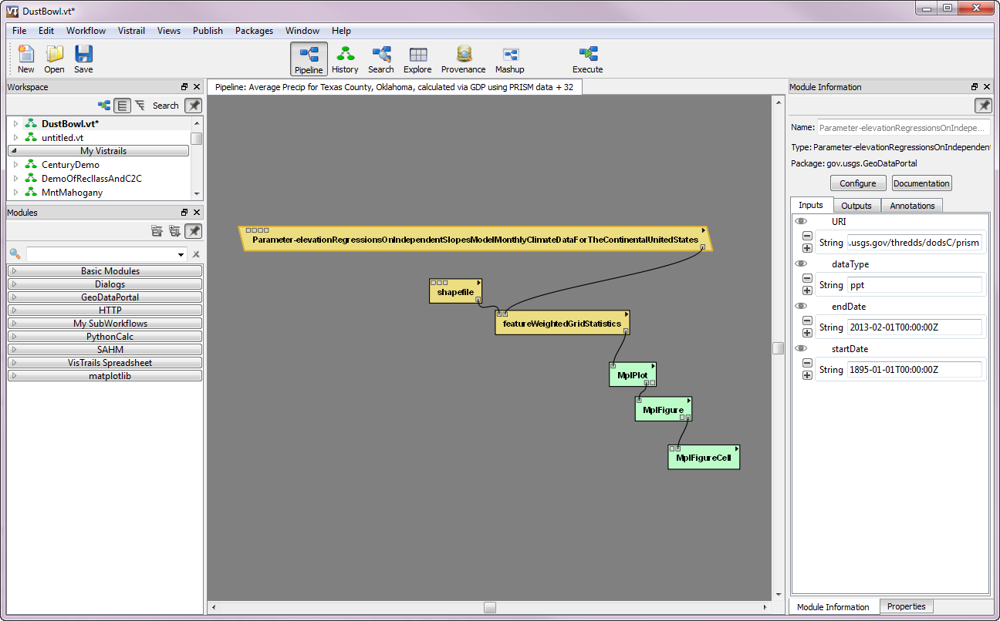 DustBowl.vt*
File Edit Workflow Vistrail Views Publish Packages Window Help
New Open Save Pipeline History Search Explore Provenance Mashup Execute
Workspace
Search
DustBowl.vt*
untitled.vt
My Vistrails
CenturyDemo
DemoOfRecllassAndC2C
MntMahogany
Modules
Basic Modules
Dialogs
GeoDataPortal
HTTP
My SubWorkflows
PythonCalc
SAHM
VisTrails Spreadsheet
matplotlib
Pipeline: Average Precip for Texas County, Oklahoma, calculated via GDP using PRISM data + 32
Parameter-elevationRegressionsOnIndependentSlopesModelMonthlyClimateDataForTheContinentalUnitedStates
shapefile
featureWeightedGridStatistics
MplPlot
MplFigure
MplFigureCell
Module Information
Name: Parameter-elevationRegressionsOnIndepe...
Type: Parameter-elevationRegressionsOnIndependent
Package: gov.usgs.GeoDataPortal
Configure Documentation
Inputs Outputs Annotations
URI
String .usgs.gov/thredds/dodsC/prism
dataType
String ppt
endDate
String 2013-02-01T00:00:00Z
startDate
String 1895-01-01T00:00:00Z
Module Information Properties